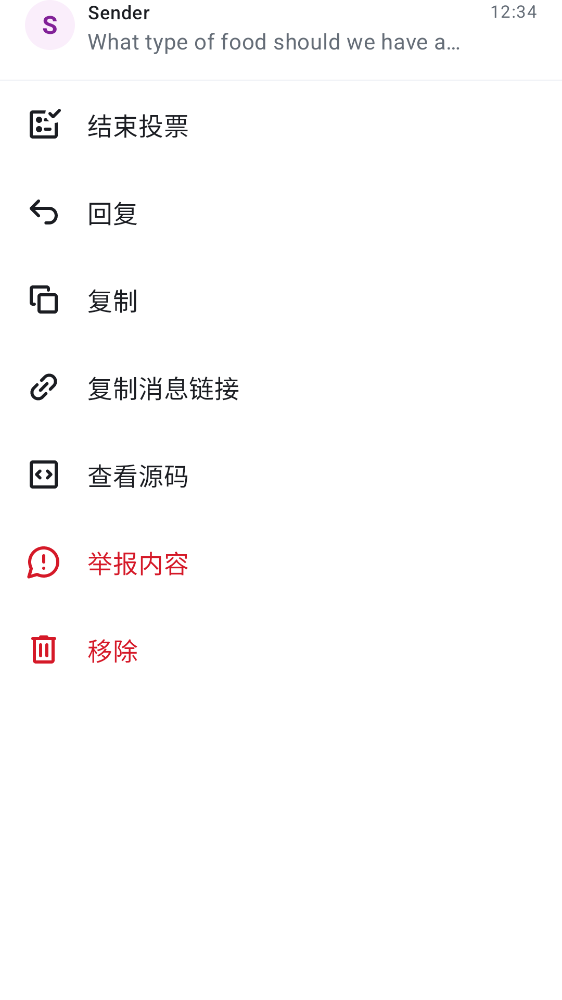 S
Sender
12:34
What type of food should we have a…
结束投票
回复
复制
复制消息链接
查看源码
举报内容
移除